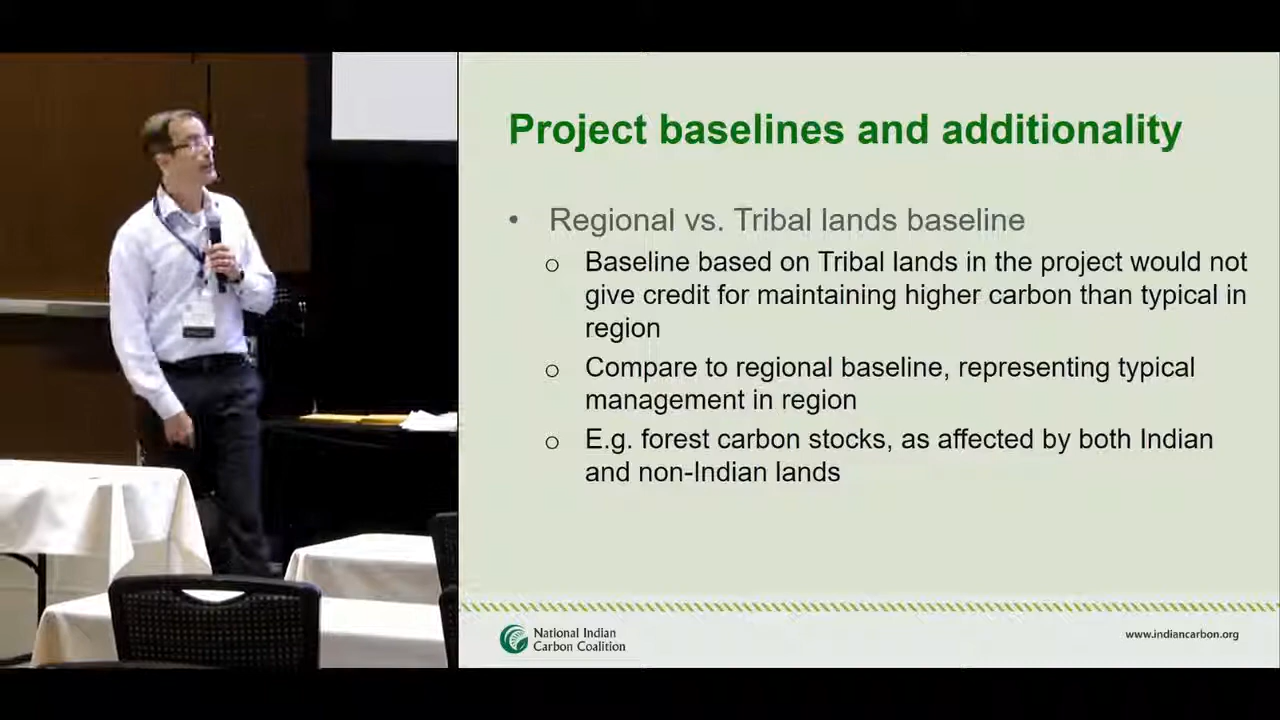 Project baselines and additionality
• Regional vs. Tribal lands baseline
o Baseline based on Tribal lands in the project would not
give credit for maintaining higher carbon than typical in
region
o Compare to regional baseline, representing typical
management in region
o E.g. forest carbon stocks, as affected by both Indian
and non-Indian lands
National Indian
Carbon Coalition
www.indiancarbon.org